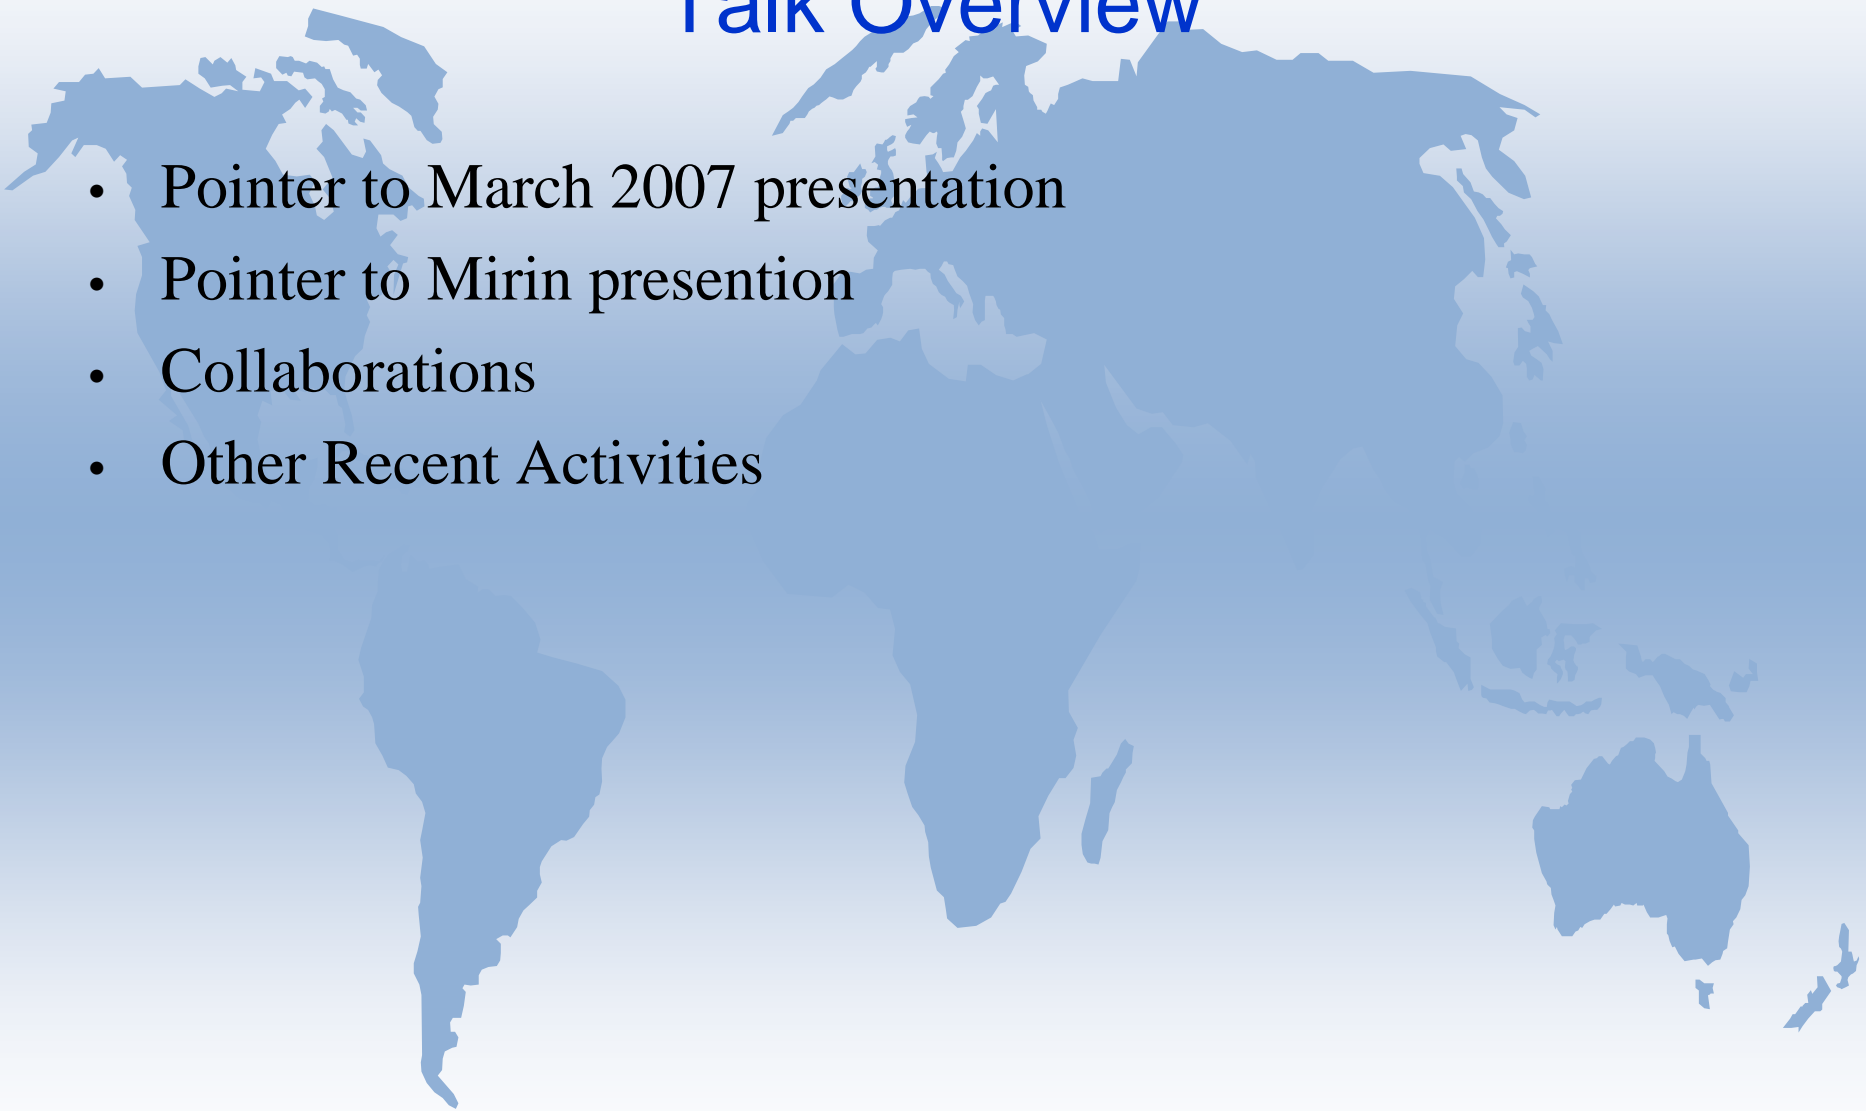 Talk Overview
• Pointer to March 2007 presentation
• Pointer to Mirin presention
• Collaborations
• Other Recent Activities